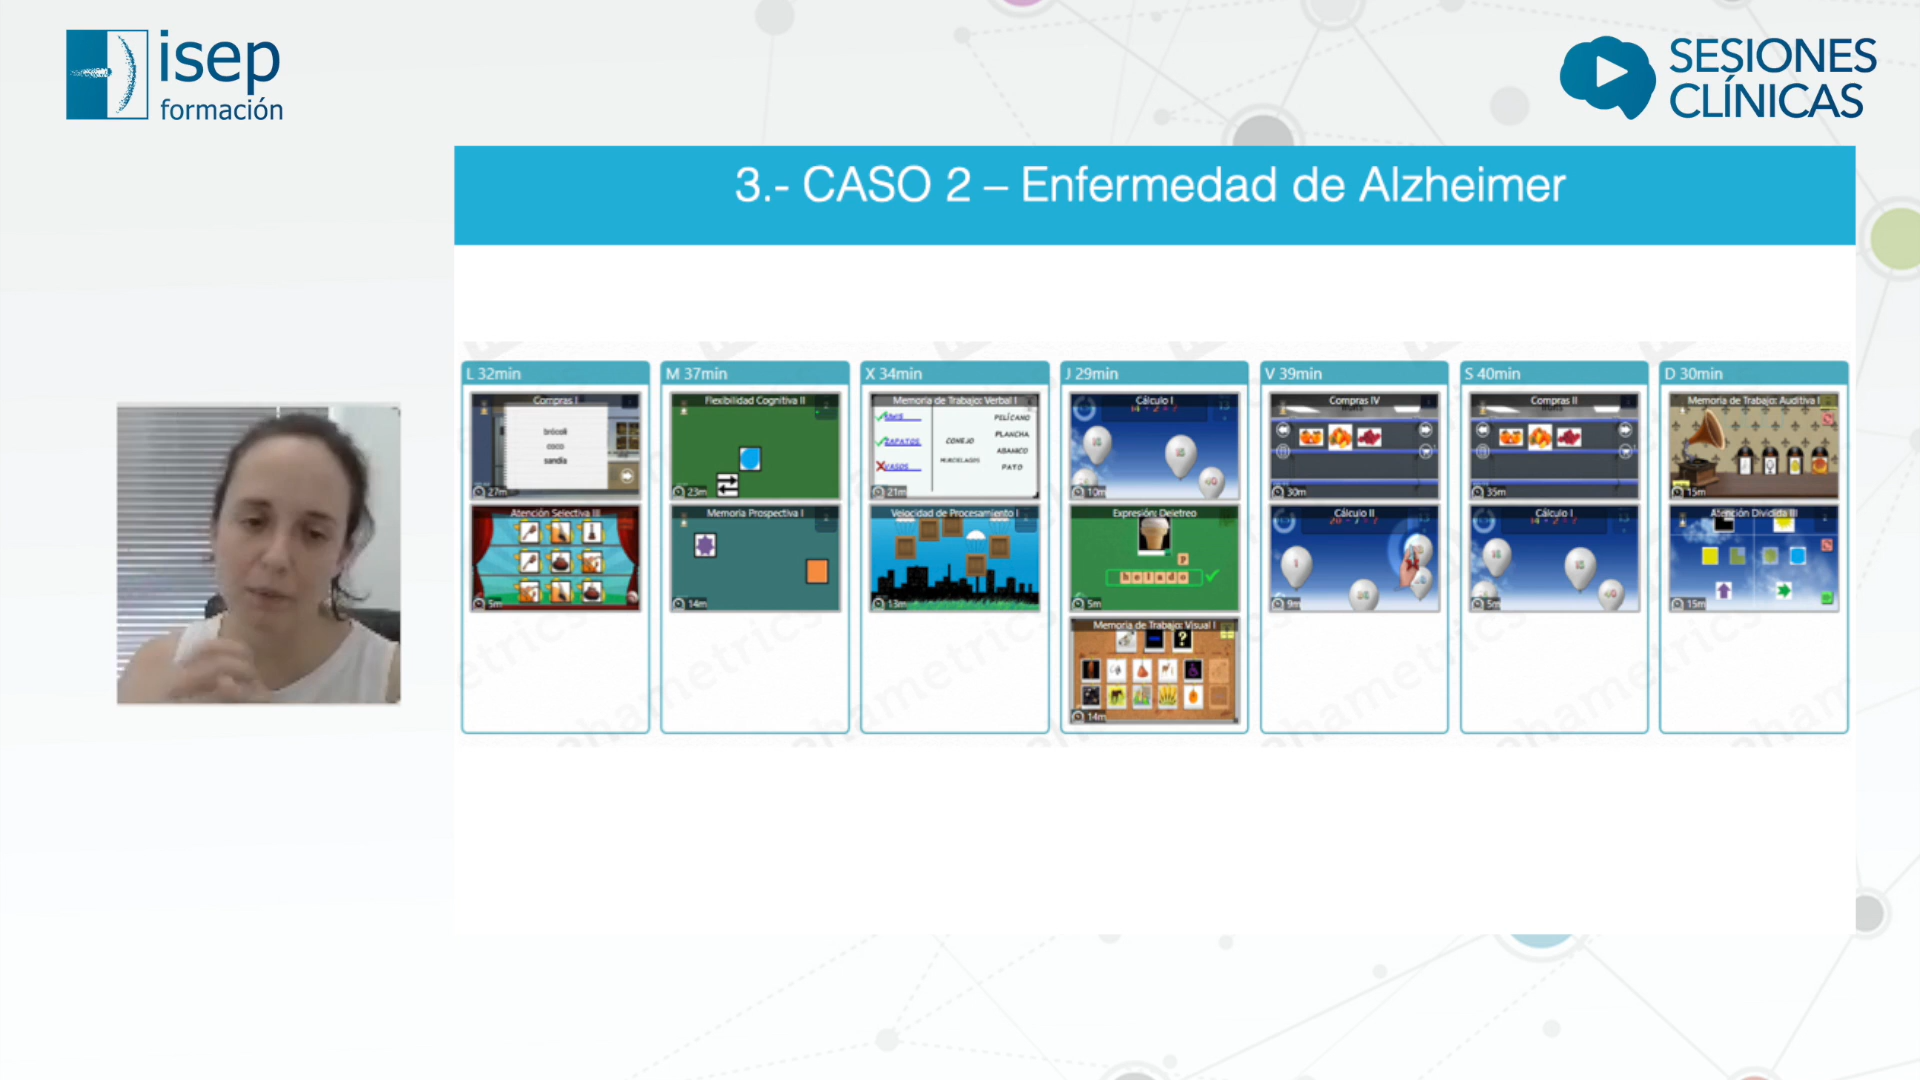 isep
formación
SESIONES
CLÍNICAS
3.- CASO 2 – Enfermedad de Alzheimer
L 32min
Compras I
brócoli
coco
sandía
27m
Atención Selectiva III
5m
M 37min
Flexibilidad Cognitiva II
23m
Memoria Prospectiva I
14m
X 34min
Memoria de Trabajo: Verbal I
ZAPATOS
VASOS
CONEJO
MURCIELAGOS
PELÍCANO
PLANCHA
ABANICO
PATO
21m
Velocidad de Procesamiento I
13m
J 29min
Cálculo I
10m
Expresión: Deletreo
P
helado
5m
Memoria de Trabajo: Visual I
?
14m
V 39min
Compras IV
30m
Cálculo II
9m
S 40min
Compras II
35m
Cálculo I
5m
D 30min
Memoria de Trabajo: Auditiva I
15m
Atención Dividida III
15m